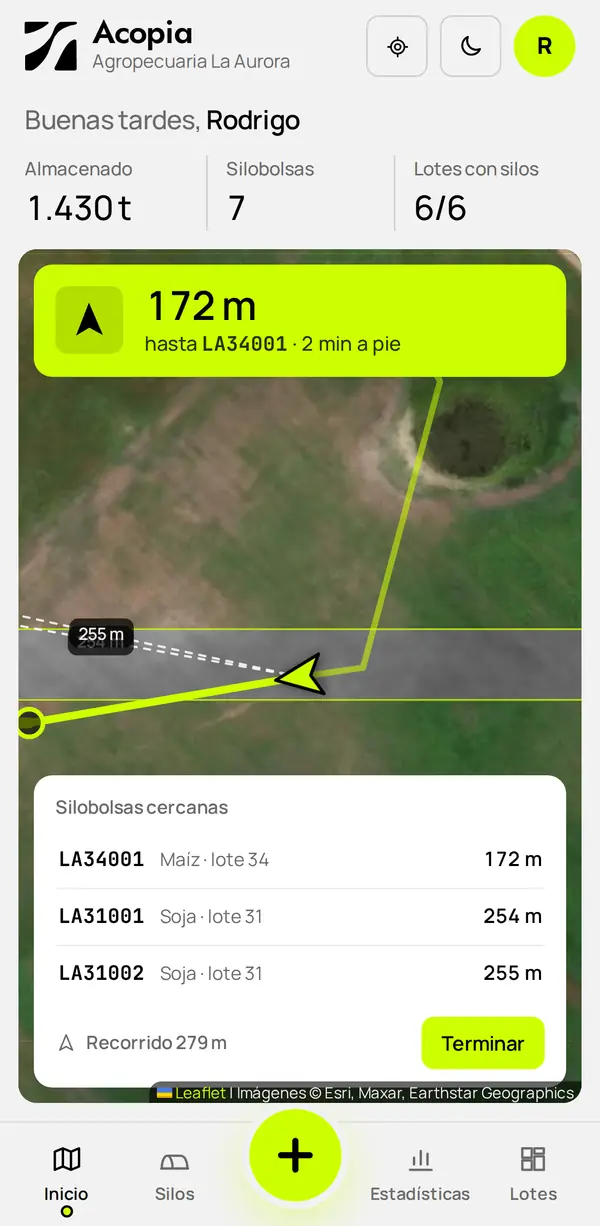 Acopia
Agropecuaria La Aurora
R
Buenas tardes, Rodrigo
Almacenado
Silobolsas
Lotes con silos
1.430 t
7
6/6
172 m
hasta LA34001 · 2 min a pie
255 m
Silobolsas cercanas
LA34001 Maíz · lote 34 172 m
LA31001 Soja · lote 31 254 m
LA31002 Soja · lote 31 255 m
Recorrido 279 m
Terminar
Leaflet | Imágenes © Esri, Maxar, Earthstar Geographics
Inicio
Silos
Estadísticas
Lotes